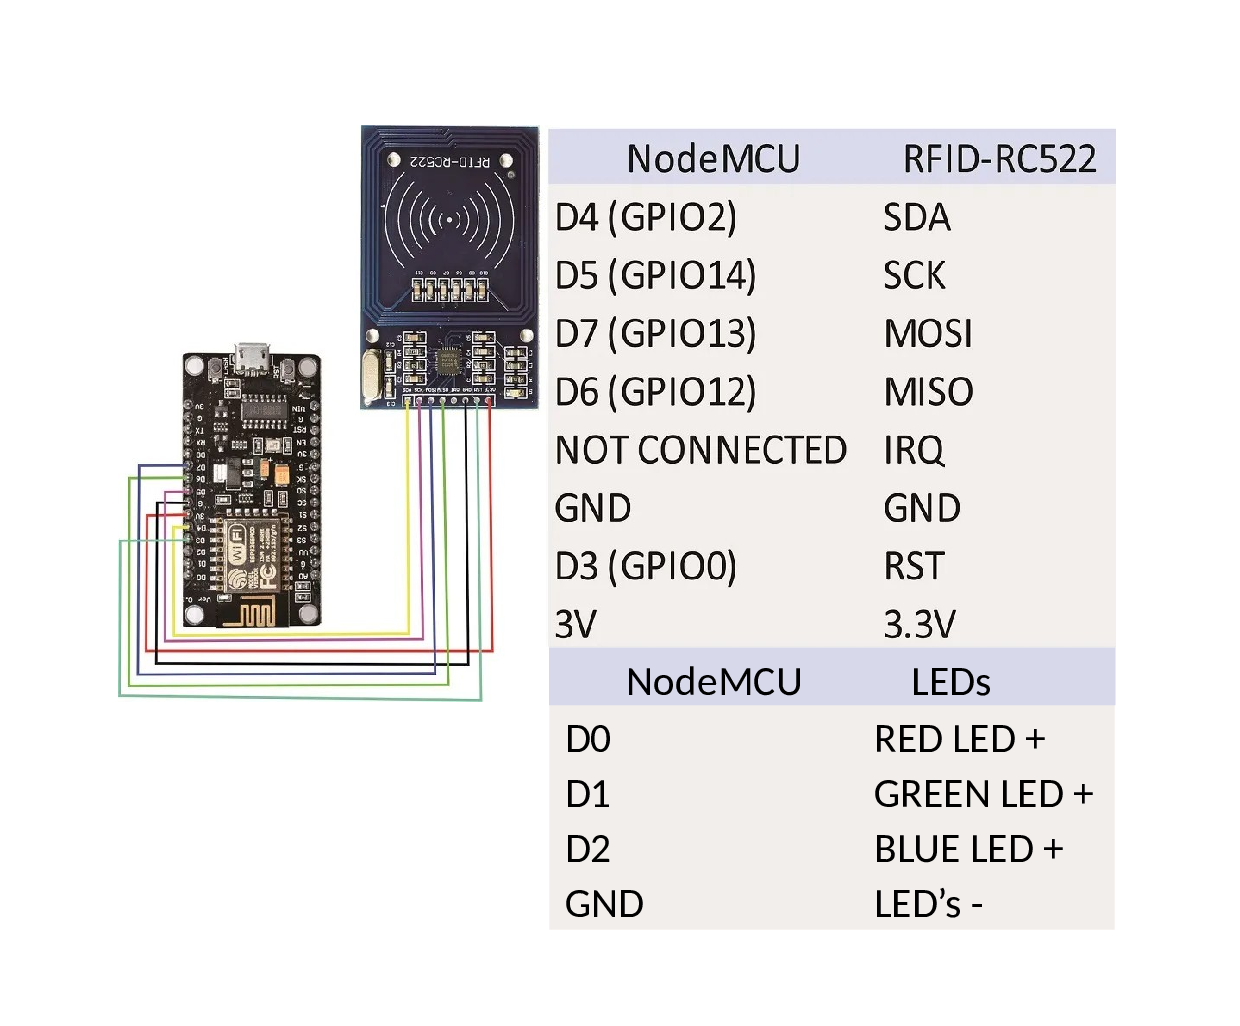 RFID-RC522
WiFi
NodeMCU RFID-RC522
D4 (GPIO2) SDA
D5 (GPIO14) SCK
D7 (GPIO13) MOSI
D6 (GPIO12) MISO
NOT CONNECTED IRQ
GND GND
D3 (GPIO0) RST
3V 3.3V
NodeMCU LEDs
D0 RED LED +
D1 GREEN LED +
D2 BLUE LED +
GND LED’s -